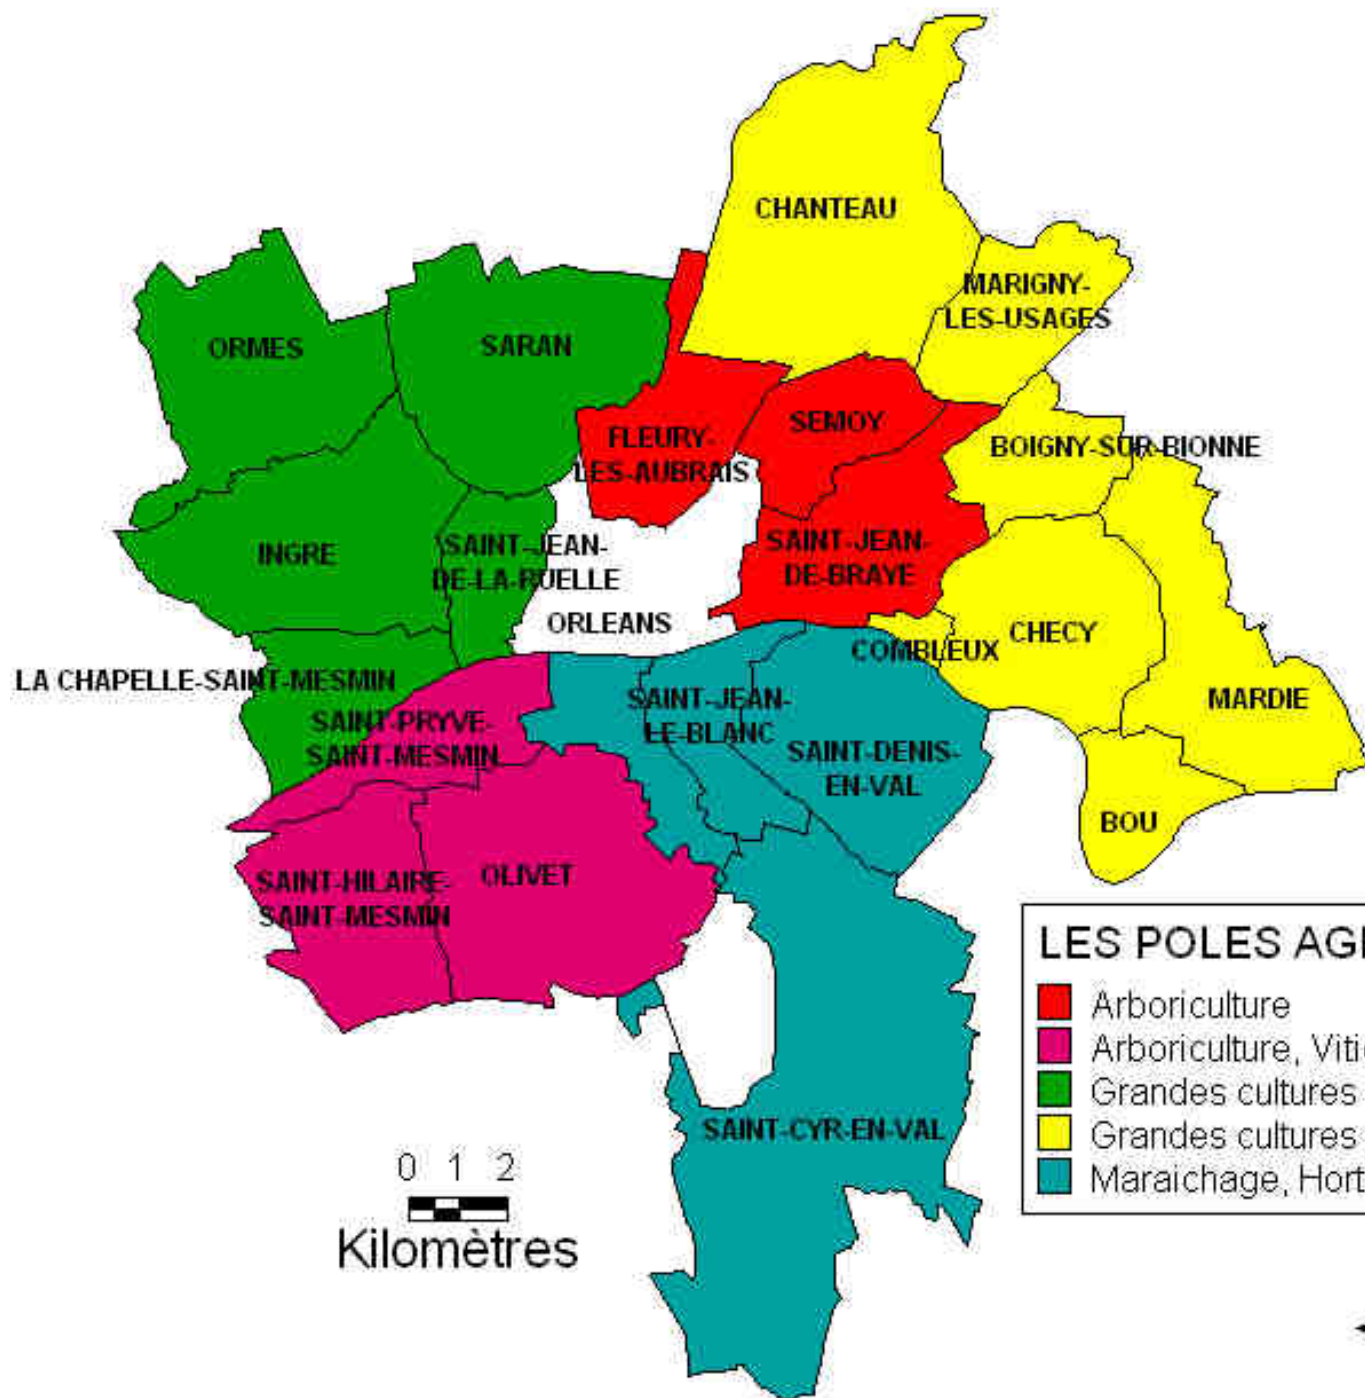 CHANTEAU
MARIGNY-
LES-USAGES
ORMES
SARAN
SEMOY
FLEURY-
LES-AUBRAIS
BOIGNY-SUR-BIONNE
INGRE
SAINT-JEAN-
DE-LA-RUELLE
SAINT-JEAN-
DE-BRAYE
ORLEANS
COMBLEUX
CHECY
LA CHAPELLE-SAINT-MESMIN
SAINT-PRYVE-
SAINT-MESMIN
SAINT-JEAN-
LE-BLANC
MARDIE
SAINT-DENIS-
EN-VAL
BOU
SAINT-HILAIRE-
SAINT-MESMIN
OLIVET
SAINT-CYR-EN-VAL
LES POLES AG
Arboriculture
Arboriculture, Viti
Grandes cultures
Grandes cultures
Maraichage, Hort
0 1 2
Kilomètres